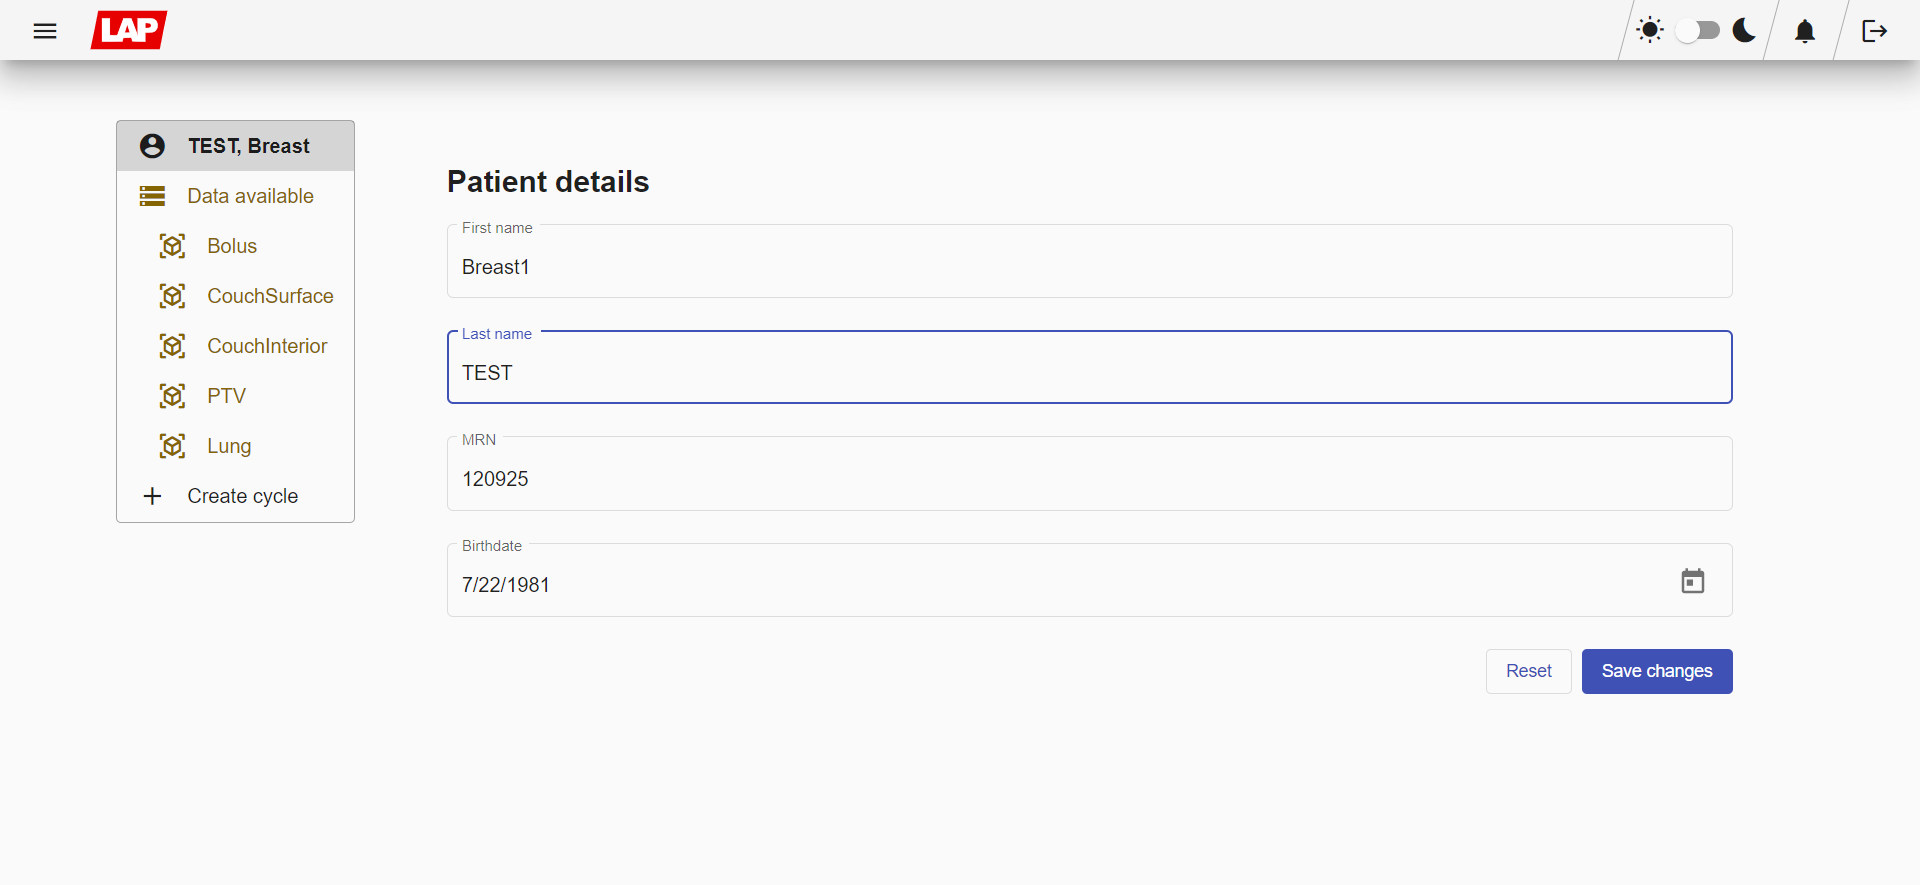 LAP
TEST, Breast
Data available
Bolus
CouchSurface
CouchInterior
PTV
Lung
Create cycle
Patient details
First name
Breast1
Last name
TEST
MRN
120925
Birthdate
7/22/1981
Reset
Save changes